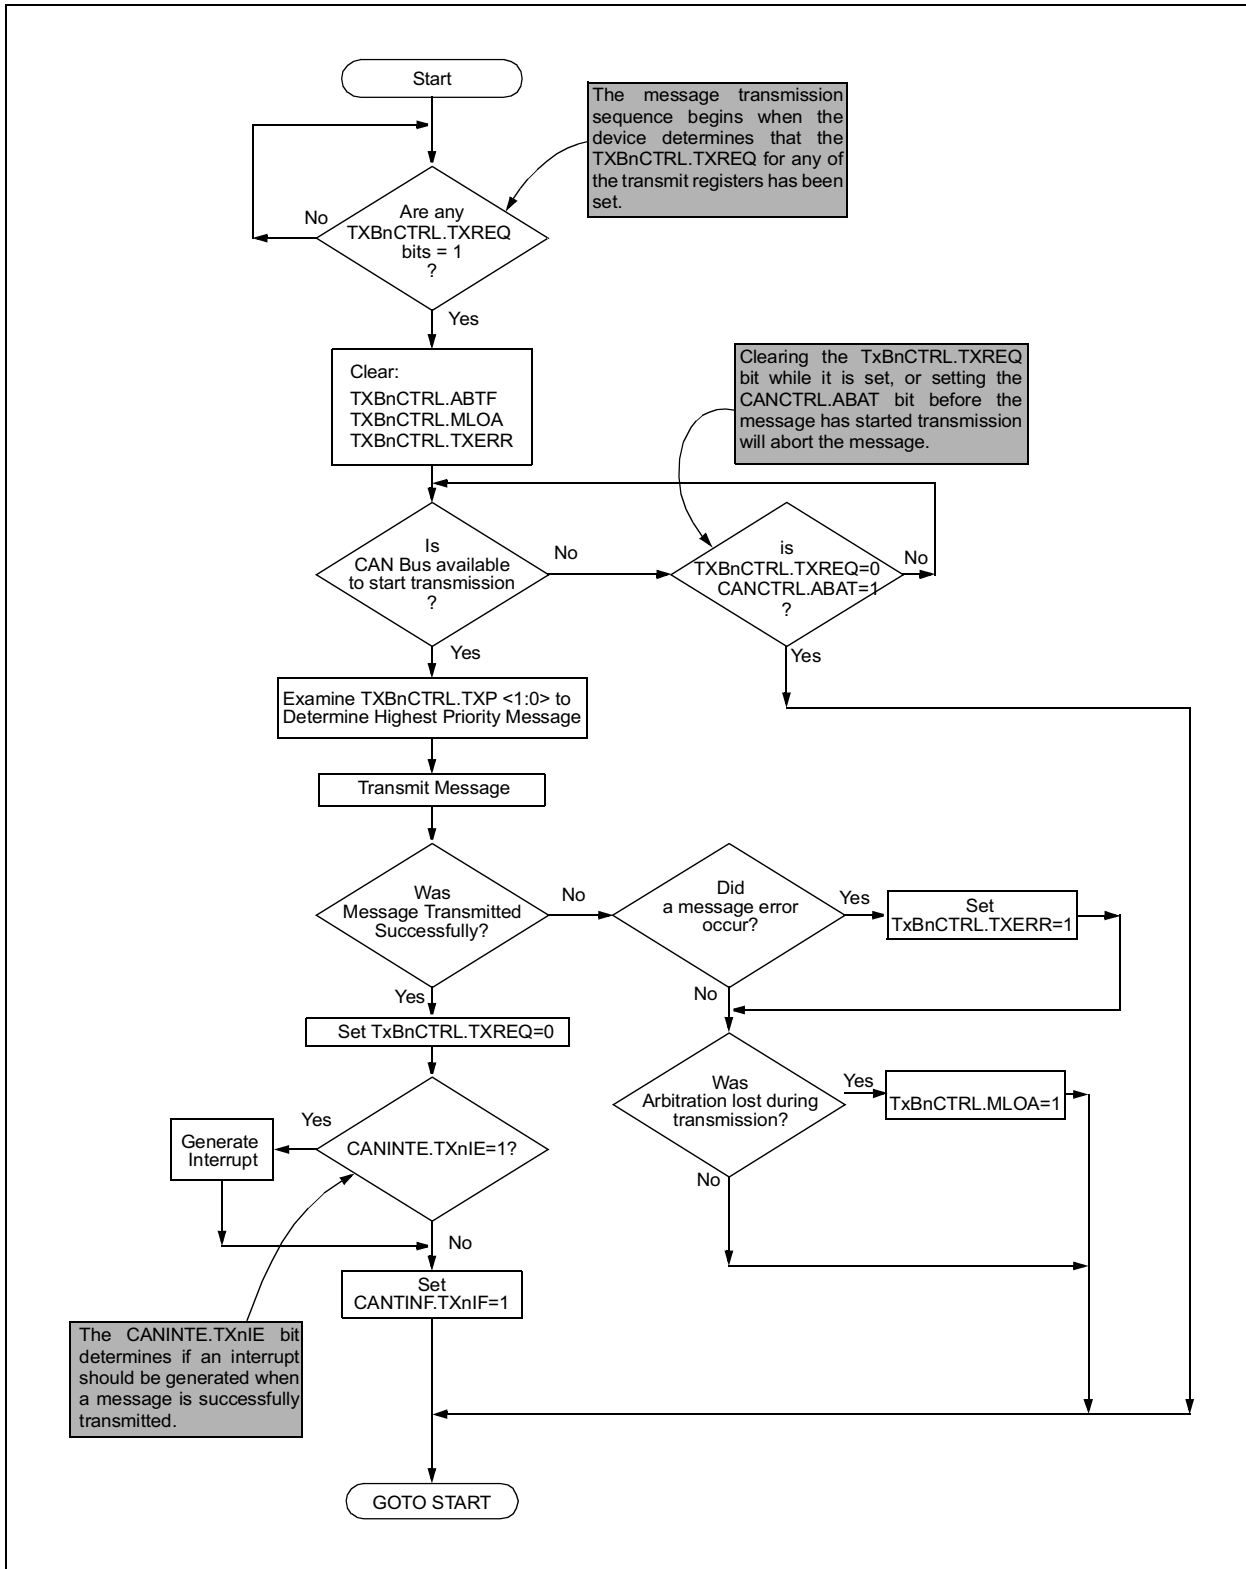 Start
The message transmission
sequence begins when the
device determines that the
TXBnCTRL.TXREQ for any of
the transmit registers has been
set.
No
Are any
TXBnCTRL.TXREQ
bits = 1
?
Yes
Clear:
TXBnCTRL.ABTF
TXBnCTRL.MLOA
TXBnCTRL.TXERR
Clearing the TxBnCTRL.TXREQ
bit while it is set, or setting the
CANCTRL.ABAT bit before the
message has started transmission
will abort the message.
Is
CAN Bus available
to start transmission
?
No
is
TXBnCTRL.TXREQ=0
CANCTRL.ABAT=1
?
No
Yes
Yes
Examine TXBnCTRL.TXP <1:0> to
Determine Highest Priority Message
Transmit Message
Was
Message Transmitted
Successfully?
No
Did
a message error
occur?
Yes
Set
TxBnCTRL.TXERR=1
Yes
No
Set TxBnCTRL.TXREQ=0
Was
Arbitration lost during
transmission?
Yes
TxBnCTRL.MLOA=1
Yes
Generate
Interrupt
CANINTE.TXnIE=1?
No
No
Set
CANTINF.TXnIF=1
The CANINTE.TXnIE bit
determines if an interrupt
should be generated when
a message is successfully
transmitted.
GOTO START